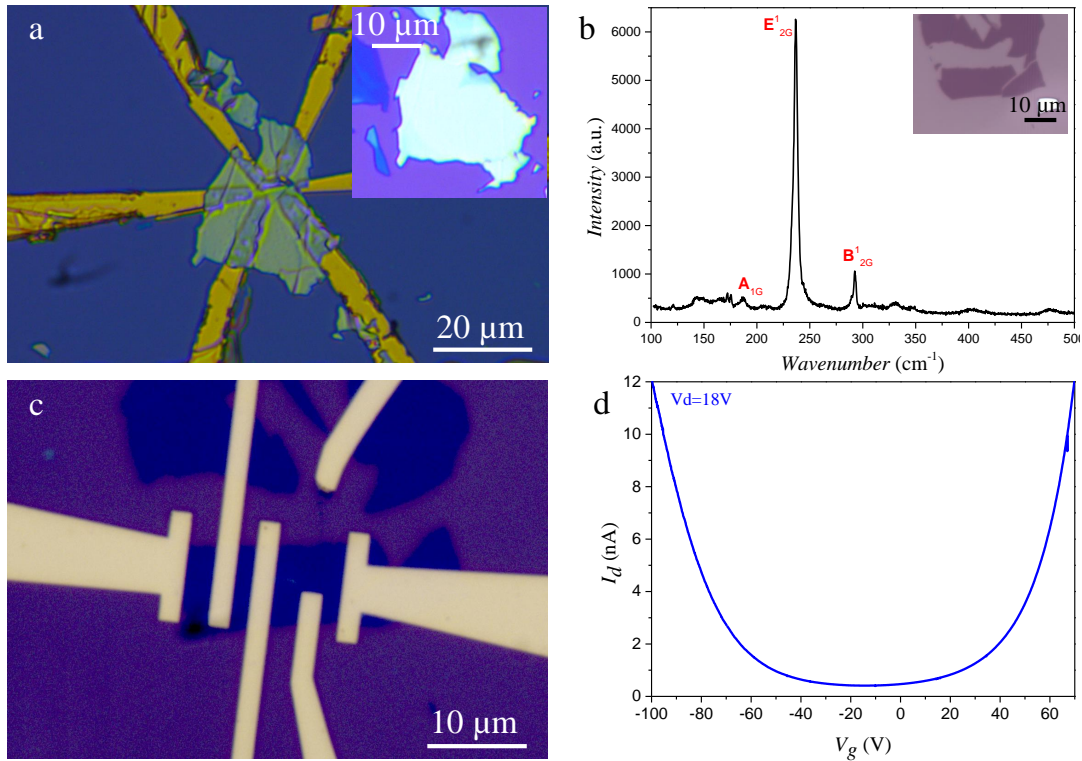 a
10 µm
20 µm
b
E¹₂G
B¹₂G
A₁G
10 µm
6000
5000
4000
3000
2000
1000
0
100 150 200 250 300 350 400 450 500
Intensity (a.u.)
Wavenumber (cm⁻¹)
c
10 µm
d
Vd=18V
12
10
8
6
4
2
0
-100 -80 -60 -40 -20 0 20 40 60
I_d (nA)
V_g (V)